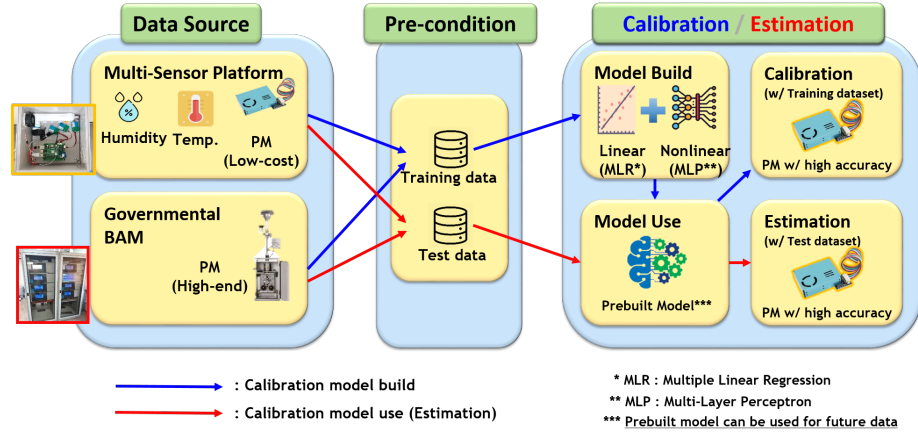 Data Source
Pre-condition
Calibration / Estimation
Multi-Sensor Platform
%
Humidity
Temp.
PM
(Low-cost)
Governmental
BAM
PM
(High-end)
Training data
Test data
Model Build
Linear
(MLR*)
Nonlinear
(MLP**)
Calibration
(w/ Training dataset)
PM w/ high accuracy
Model Use
Prebuilt Model***
Estimation
(w/ Test dataset)
PM w/ high accuracy
: Calibration model build
: Calibration model use (Estimation)
* MLR : Multiple Linear Regression
** MLP : Multi-Layer Perceptron
*** Prebuilt model can be used for future data